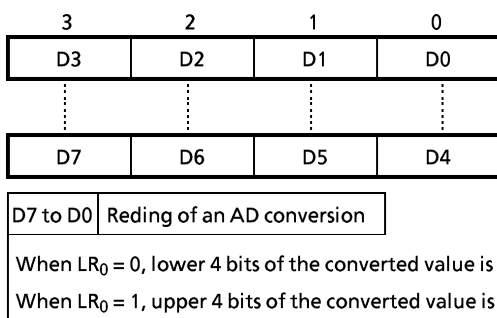 3 2 1 0
D3 D2 D1 D0
D7 D6 D5 D4
D7 to D0 Reding of an AD conversion
When LR0 = 0, lower 4 bits of the converted value is
When LR0 = 1, upper 4 bits of the converted value is